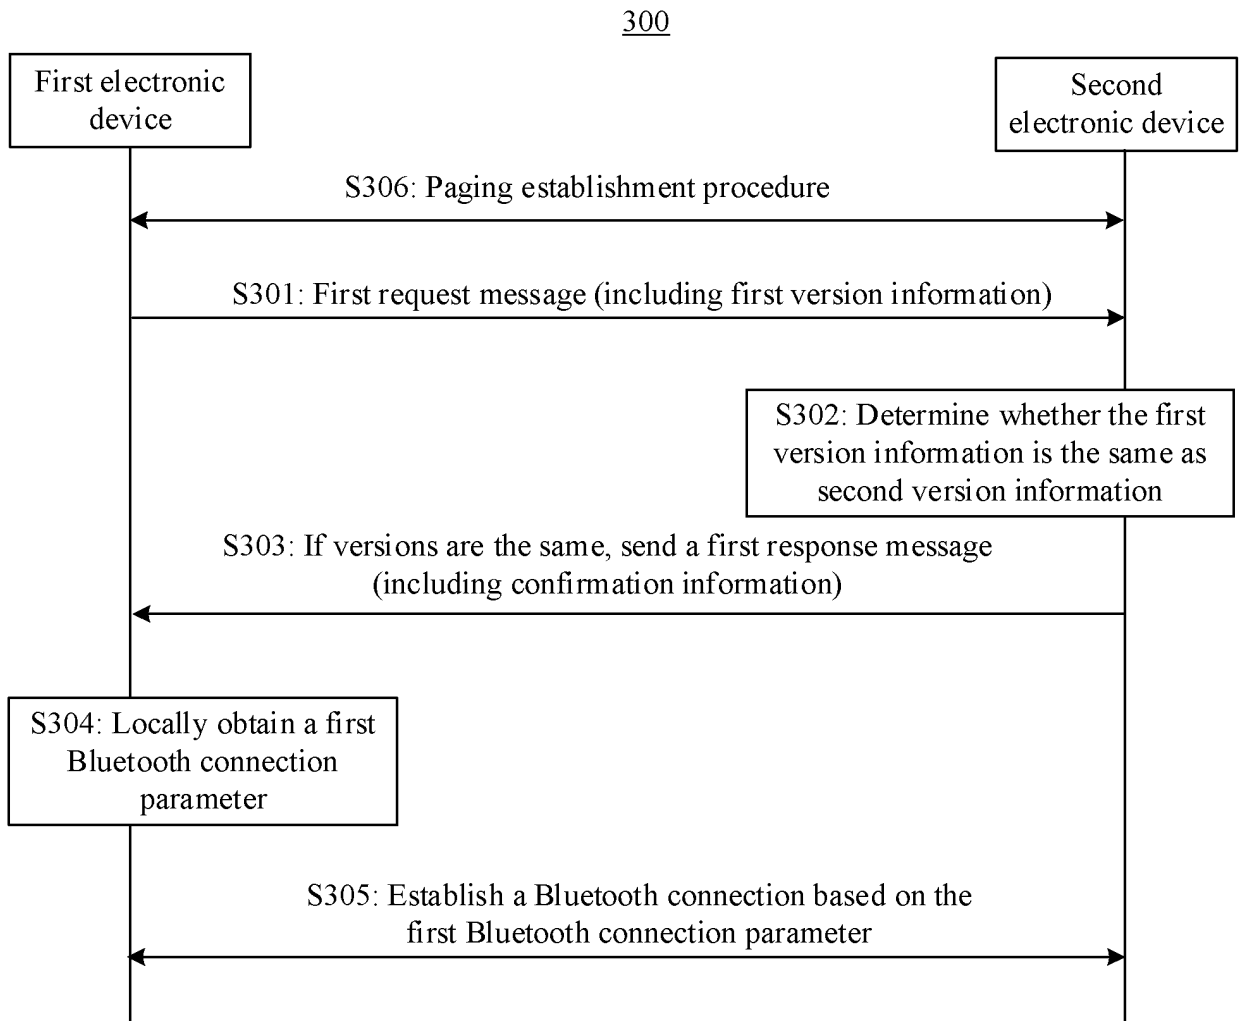 300
First electronic
device
Second
electronic device
S306: Paging establishment procedure
S301: First request message (including first version information)
S302: Determine whether the first
version information is the same as
second version information
S303: If versions are the same, send a first response message
(including confirmation information)
S304: Locally obtain a first
Bluetooth connection
parameter
S305: Establish a Bluetooth connection based on the
first Bluetooth connection parameter